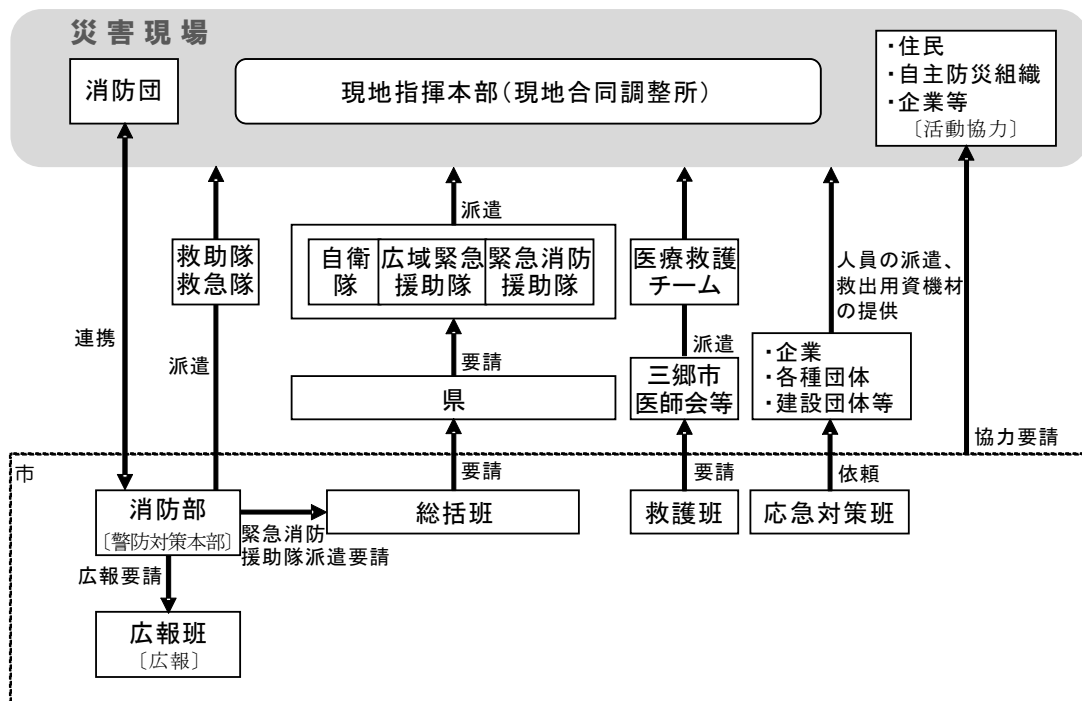 災害現場
消防団
現地指揮本部（現地合同調整所）
・住民
・自主防災組織
・企業等
〔活動協力〕
派遣
救助隊
救急隊
自衛
隊
広域緊急
援助隊
緊急消防
援助隊
医療救護
チーム
人員の派遣、
救出用資機材
の提供
連携
派遣
要請
派遣
・企業
・各種団体
・建設団体等
県
三郷市
医師会等
協力要請
市
要請
要請
依頼
消防部
〔警防対策本部〕
緊急消防
援助隊派遣要請
総括班
救護班
応急対策班
広報要請
広報班
〔広報〕